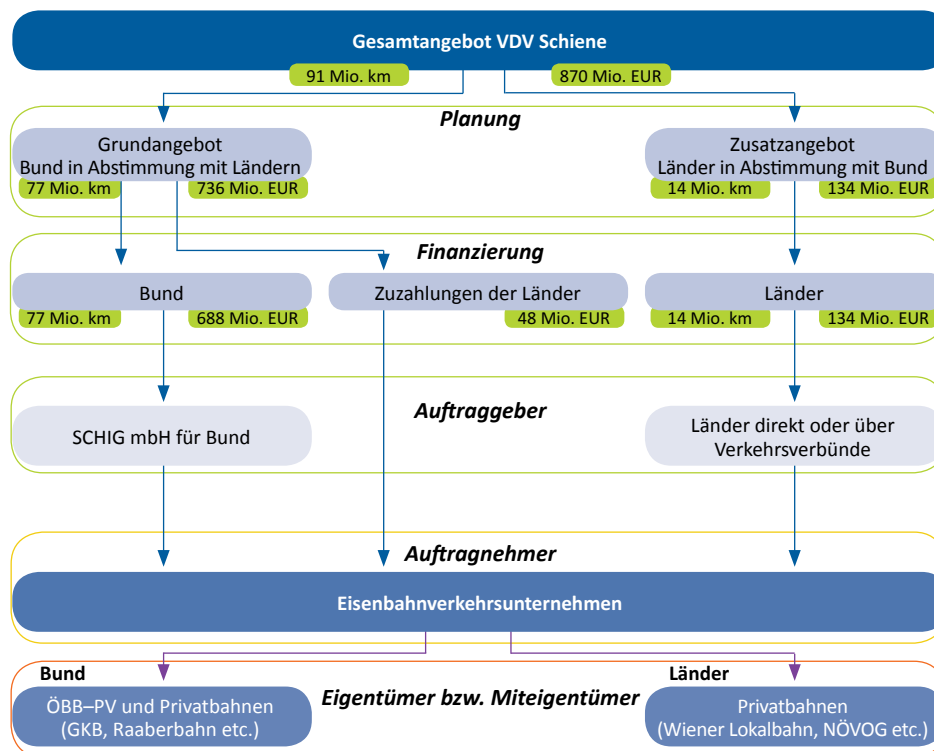 Gesamtangebot VDV Schiene
91 Mio. km
870 Mio. EUR
Planung
Grundangebot
Bund in Abstimmung mit Ländern
77 Mio. km
736 Mio. EUR
Zusatzangebot
Länder in Abstimmung mit Bund
14 Mio. km
134 Mio. EUR
Finanzierung
Bund
77 Mio. km
688 Mio. EUR
Zuzahlungen der Länder
48 Mio. EUR
Länder
14 Mio. km
134 Mio. EUR
Auftraggeber
SCHIG mbH für Bund
Länder direkt oder über
Verkehrsverbünde
Auftragnehmer
Eisenbahnverkehrsunternehmen
Eigentümer bzw. Miteigentümer
Bund
ÖBB–PV und Privatbahnen
(GKB, Raaberbahn etc.)
Länder
Privatbahnen
(Wiener Lokalbahn, NÖVOG etc.)